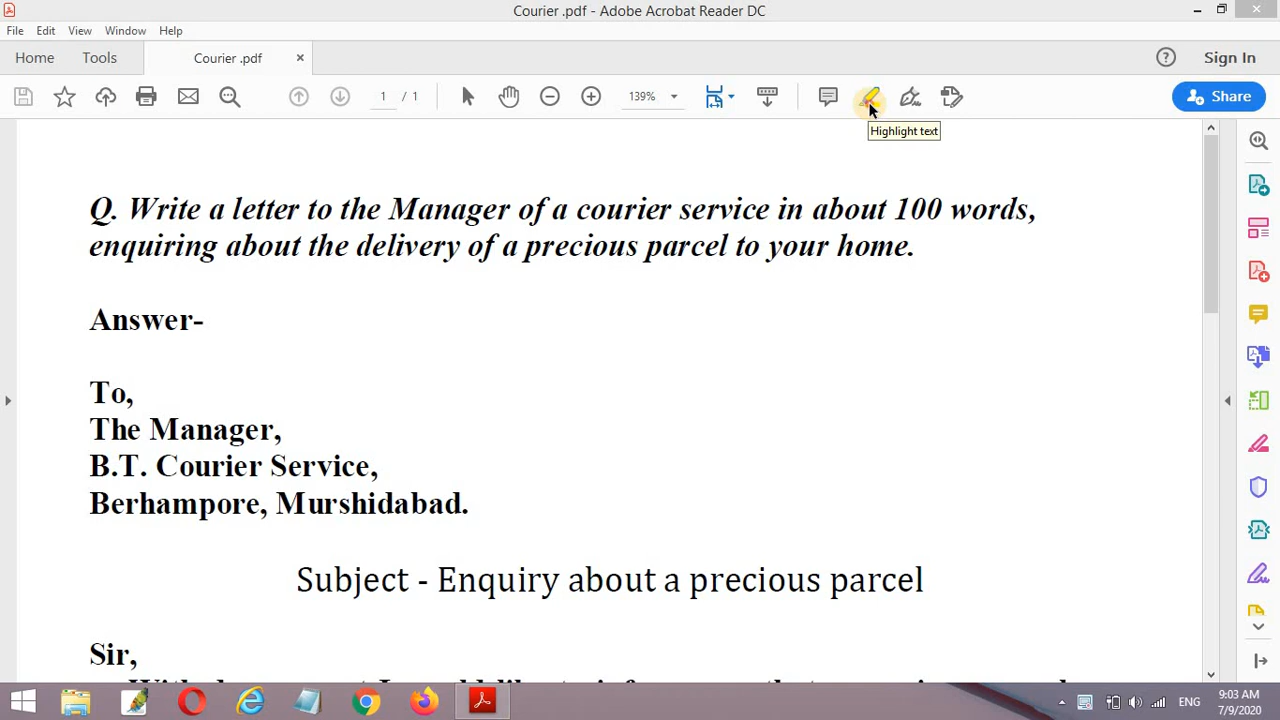 Courier .pdf - Adobe Acrobat Reader DC
File Edit View Window Help
Home Tools Courier .pdf × Sign In
1 / 1 139% Share
Highlight text
Q. Write a letter to the Manager of a courier service in about 100 words,
enquiring about the delivery of a precious parcel to your home.
Answer-
To,
The Manager,
B.T. Courier Service,
Berhampore, Murshidabad.
Subject - Enquiry about a precious parcel
Sir,
ENG 9:03 AM
7/9/2020